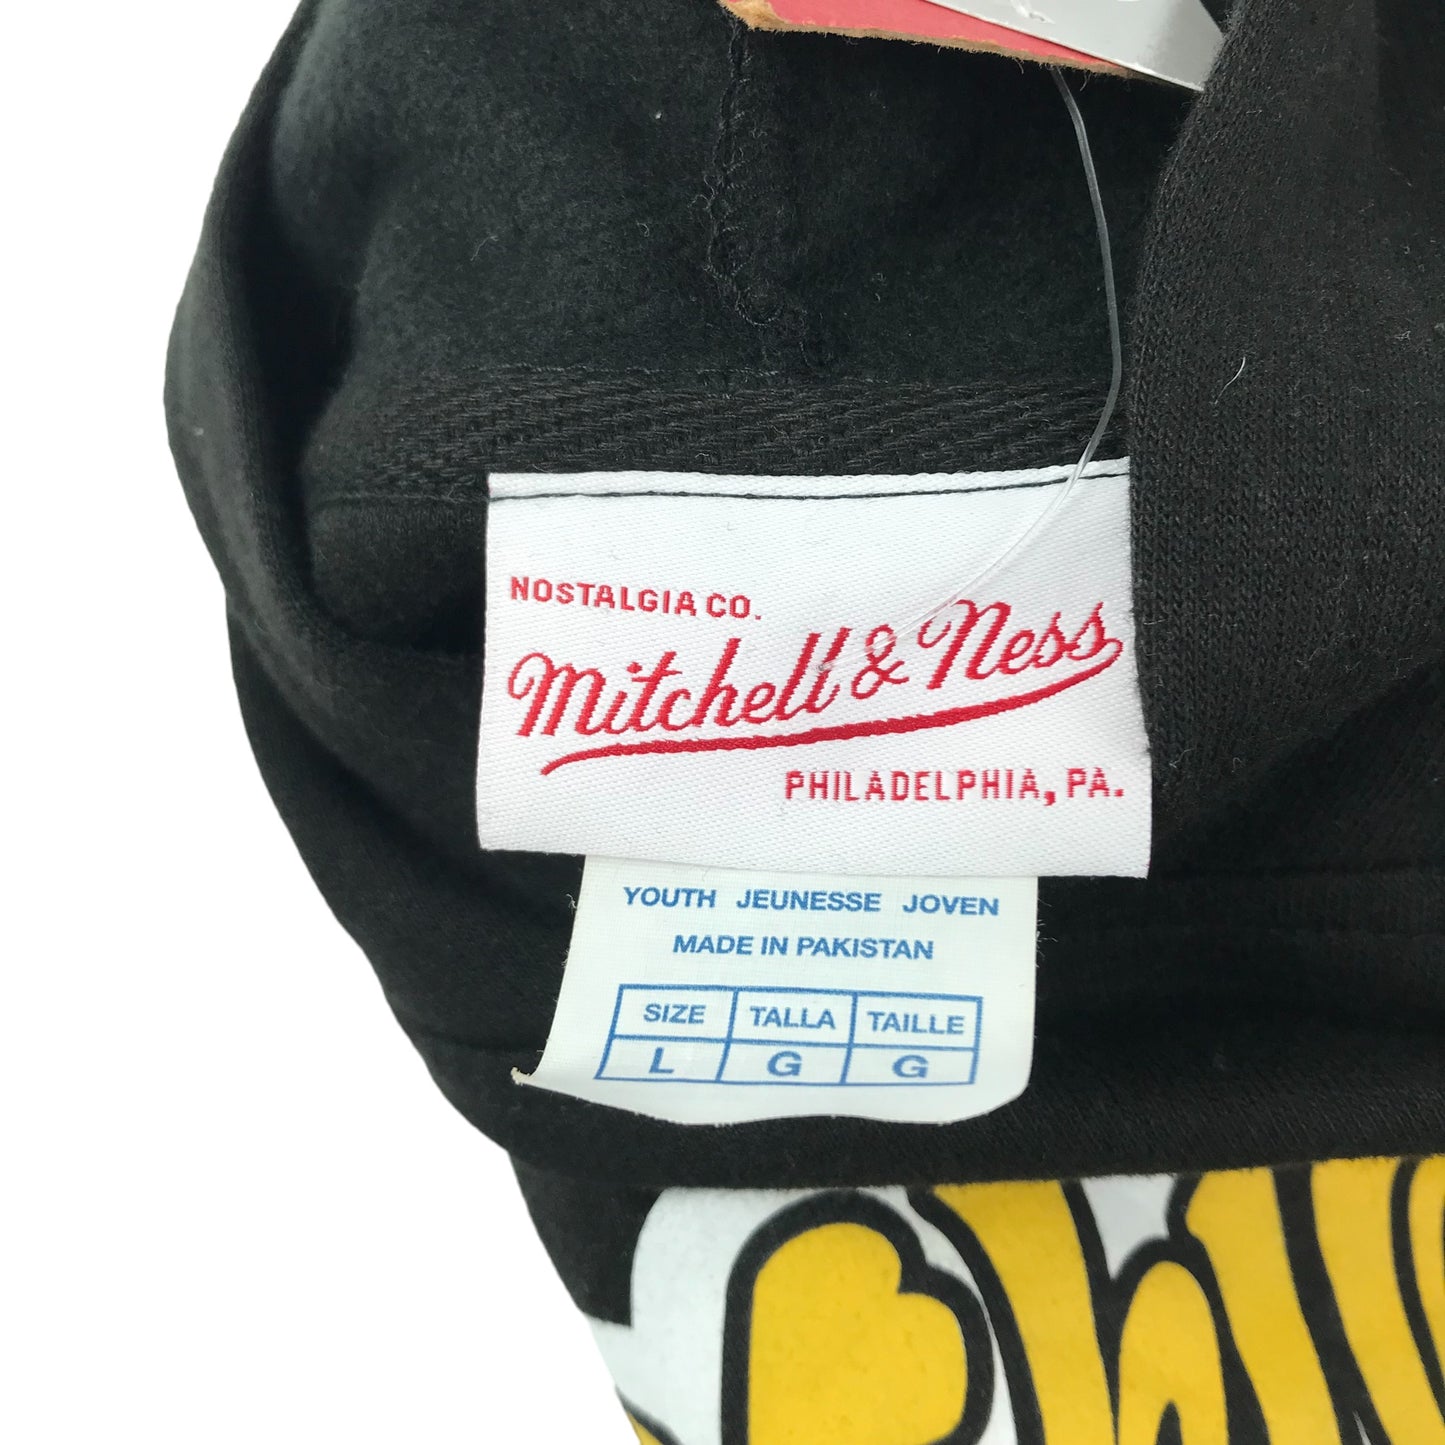 NOSTALGIA CO.
Mitchell & Ness
PHILADELPHIA, PA.
YOUTH JEUNESSE JOVEN
MADE IN PAKISTAN
SIZE TALLA TAILLE
L G G